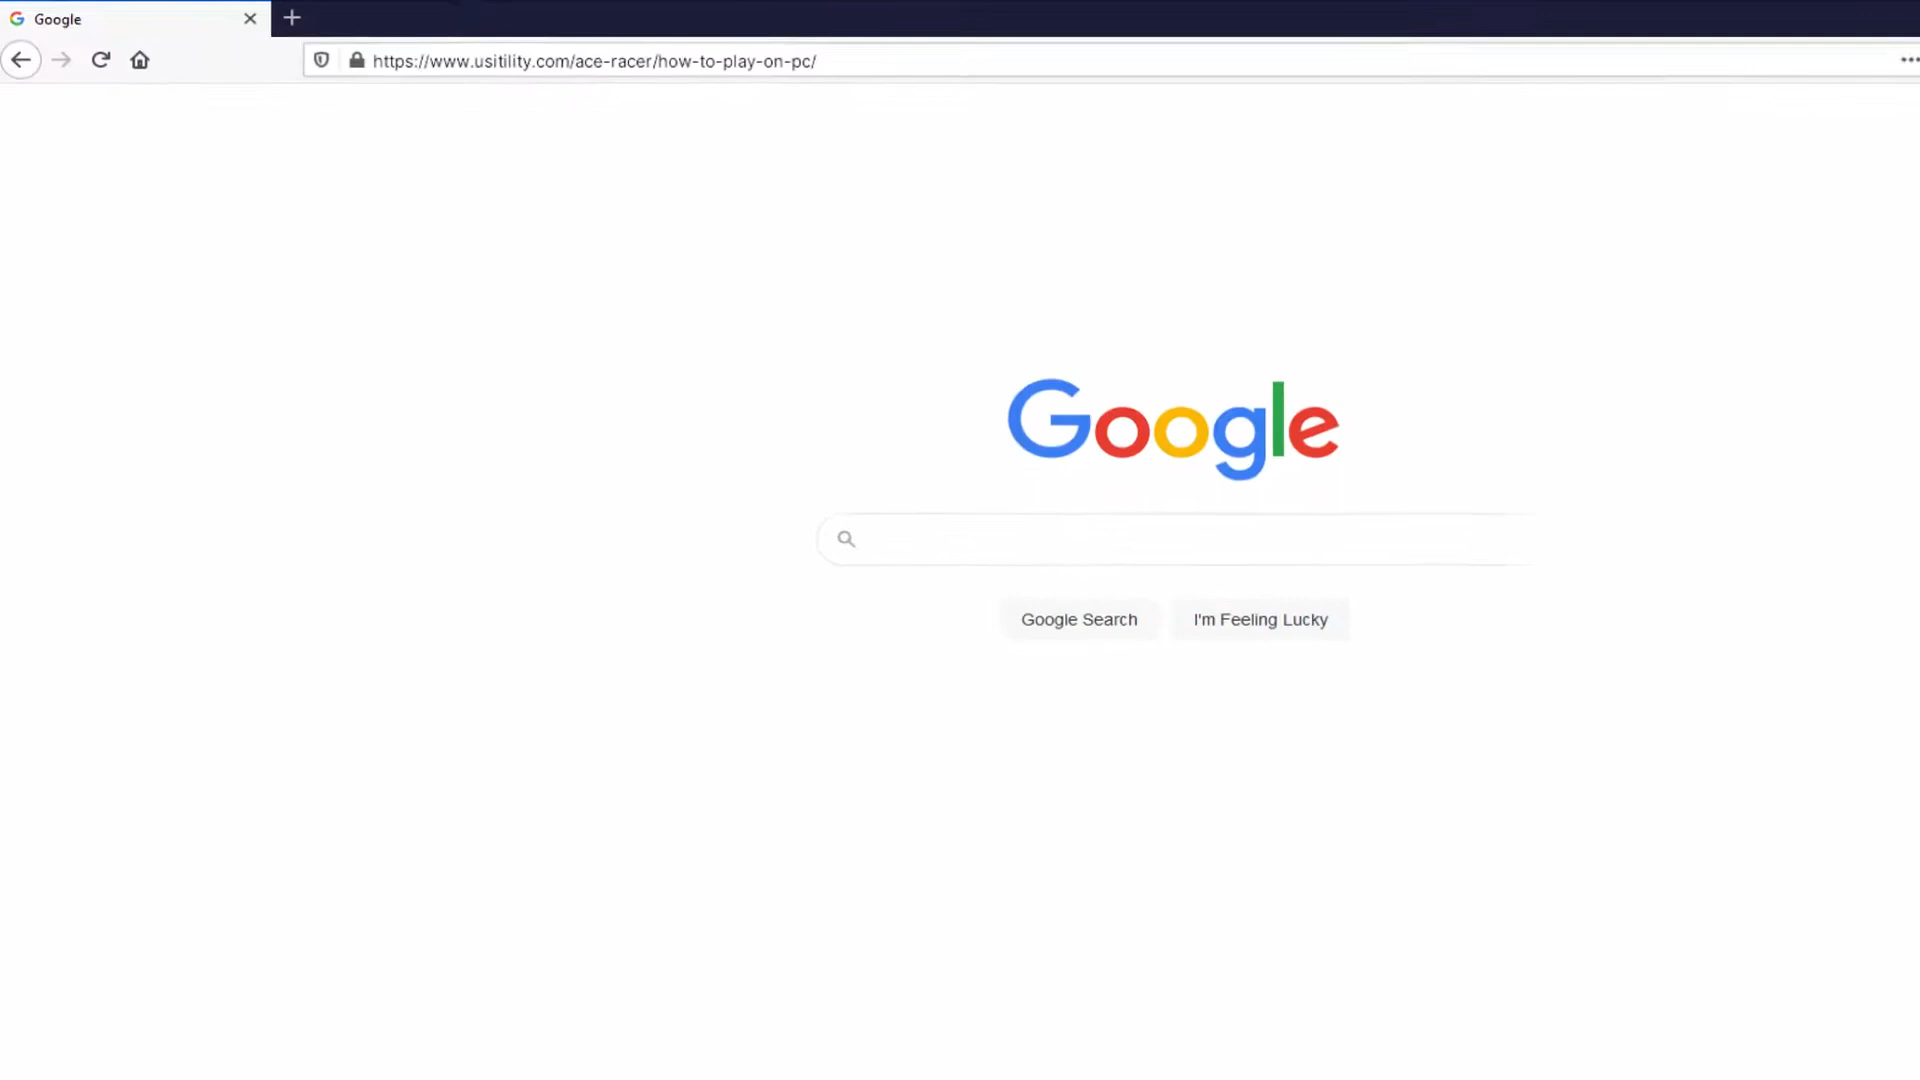 Google
https://www.usitility.com/ace-racer/how-to-play-on-pc/
Google
Google Search
I'm Feeling Lucky